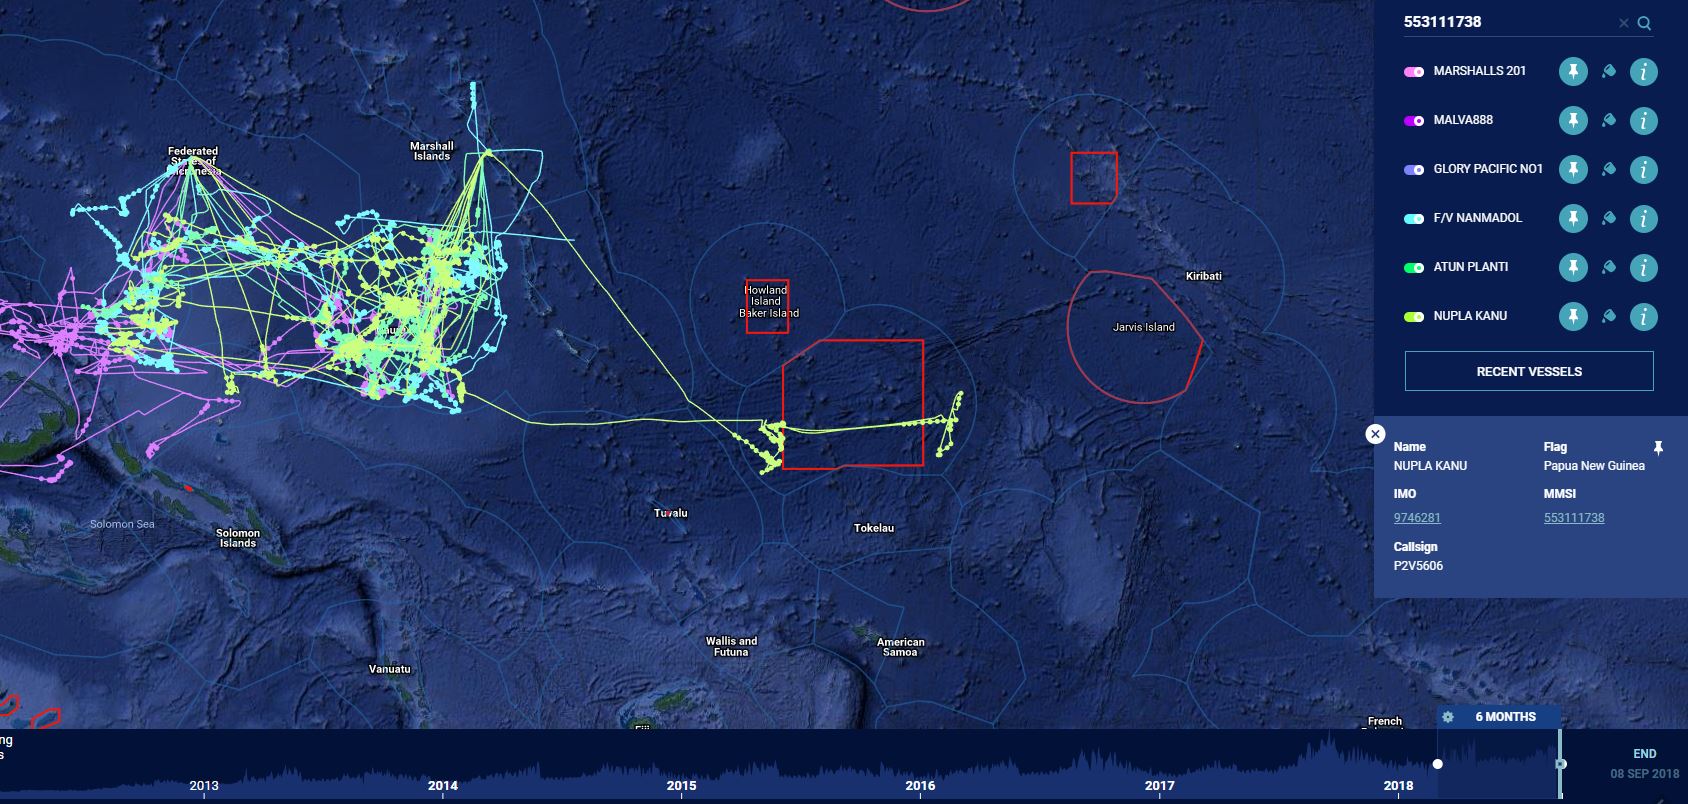 553111738
MARSHALLS 201
MALVA888
GLORY PACIFIC NO1
F/V NANMADOL
ATUN PLANTI
NUPLA KANU
RECENT VESSELS
Name
NUPLA KANU
Flag
Papua New Guinea
IMO
9746281
MMSI
553111738
Callsign
P2V5606
Federated
States of
Micronesia
Marshall
Islands
Howland
Island
Baker Island
Kiribati
Jarvis Island
Nauru
Solomon Sea
Solomon
Islands
Tuvalu
Tokelau
Wallis and
Futuna
American
Samoa
Vanuatu
Fiji
French
6 MONTHS
ng
s
2013
2014
2015
2016
2017
2018
END
08 SEP 2018